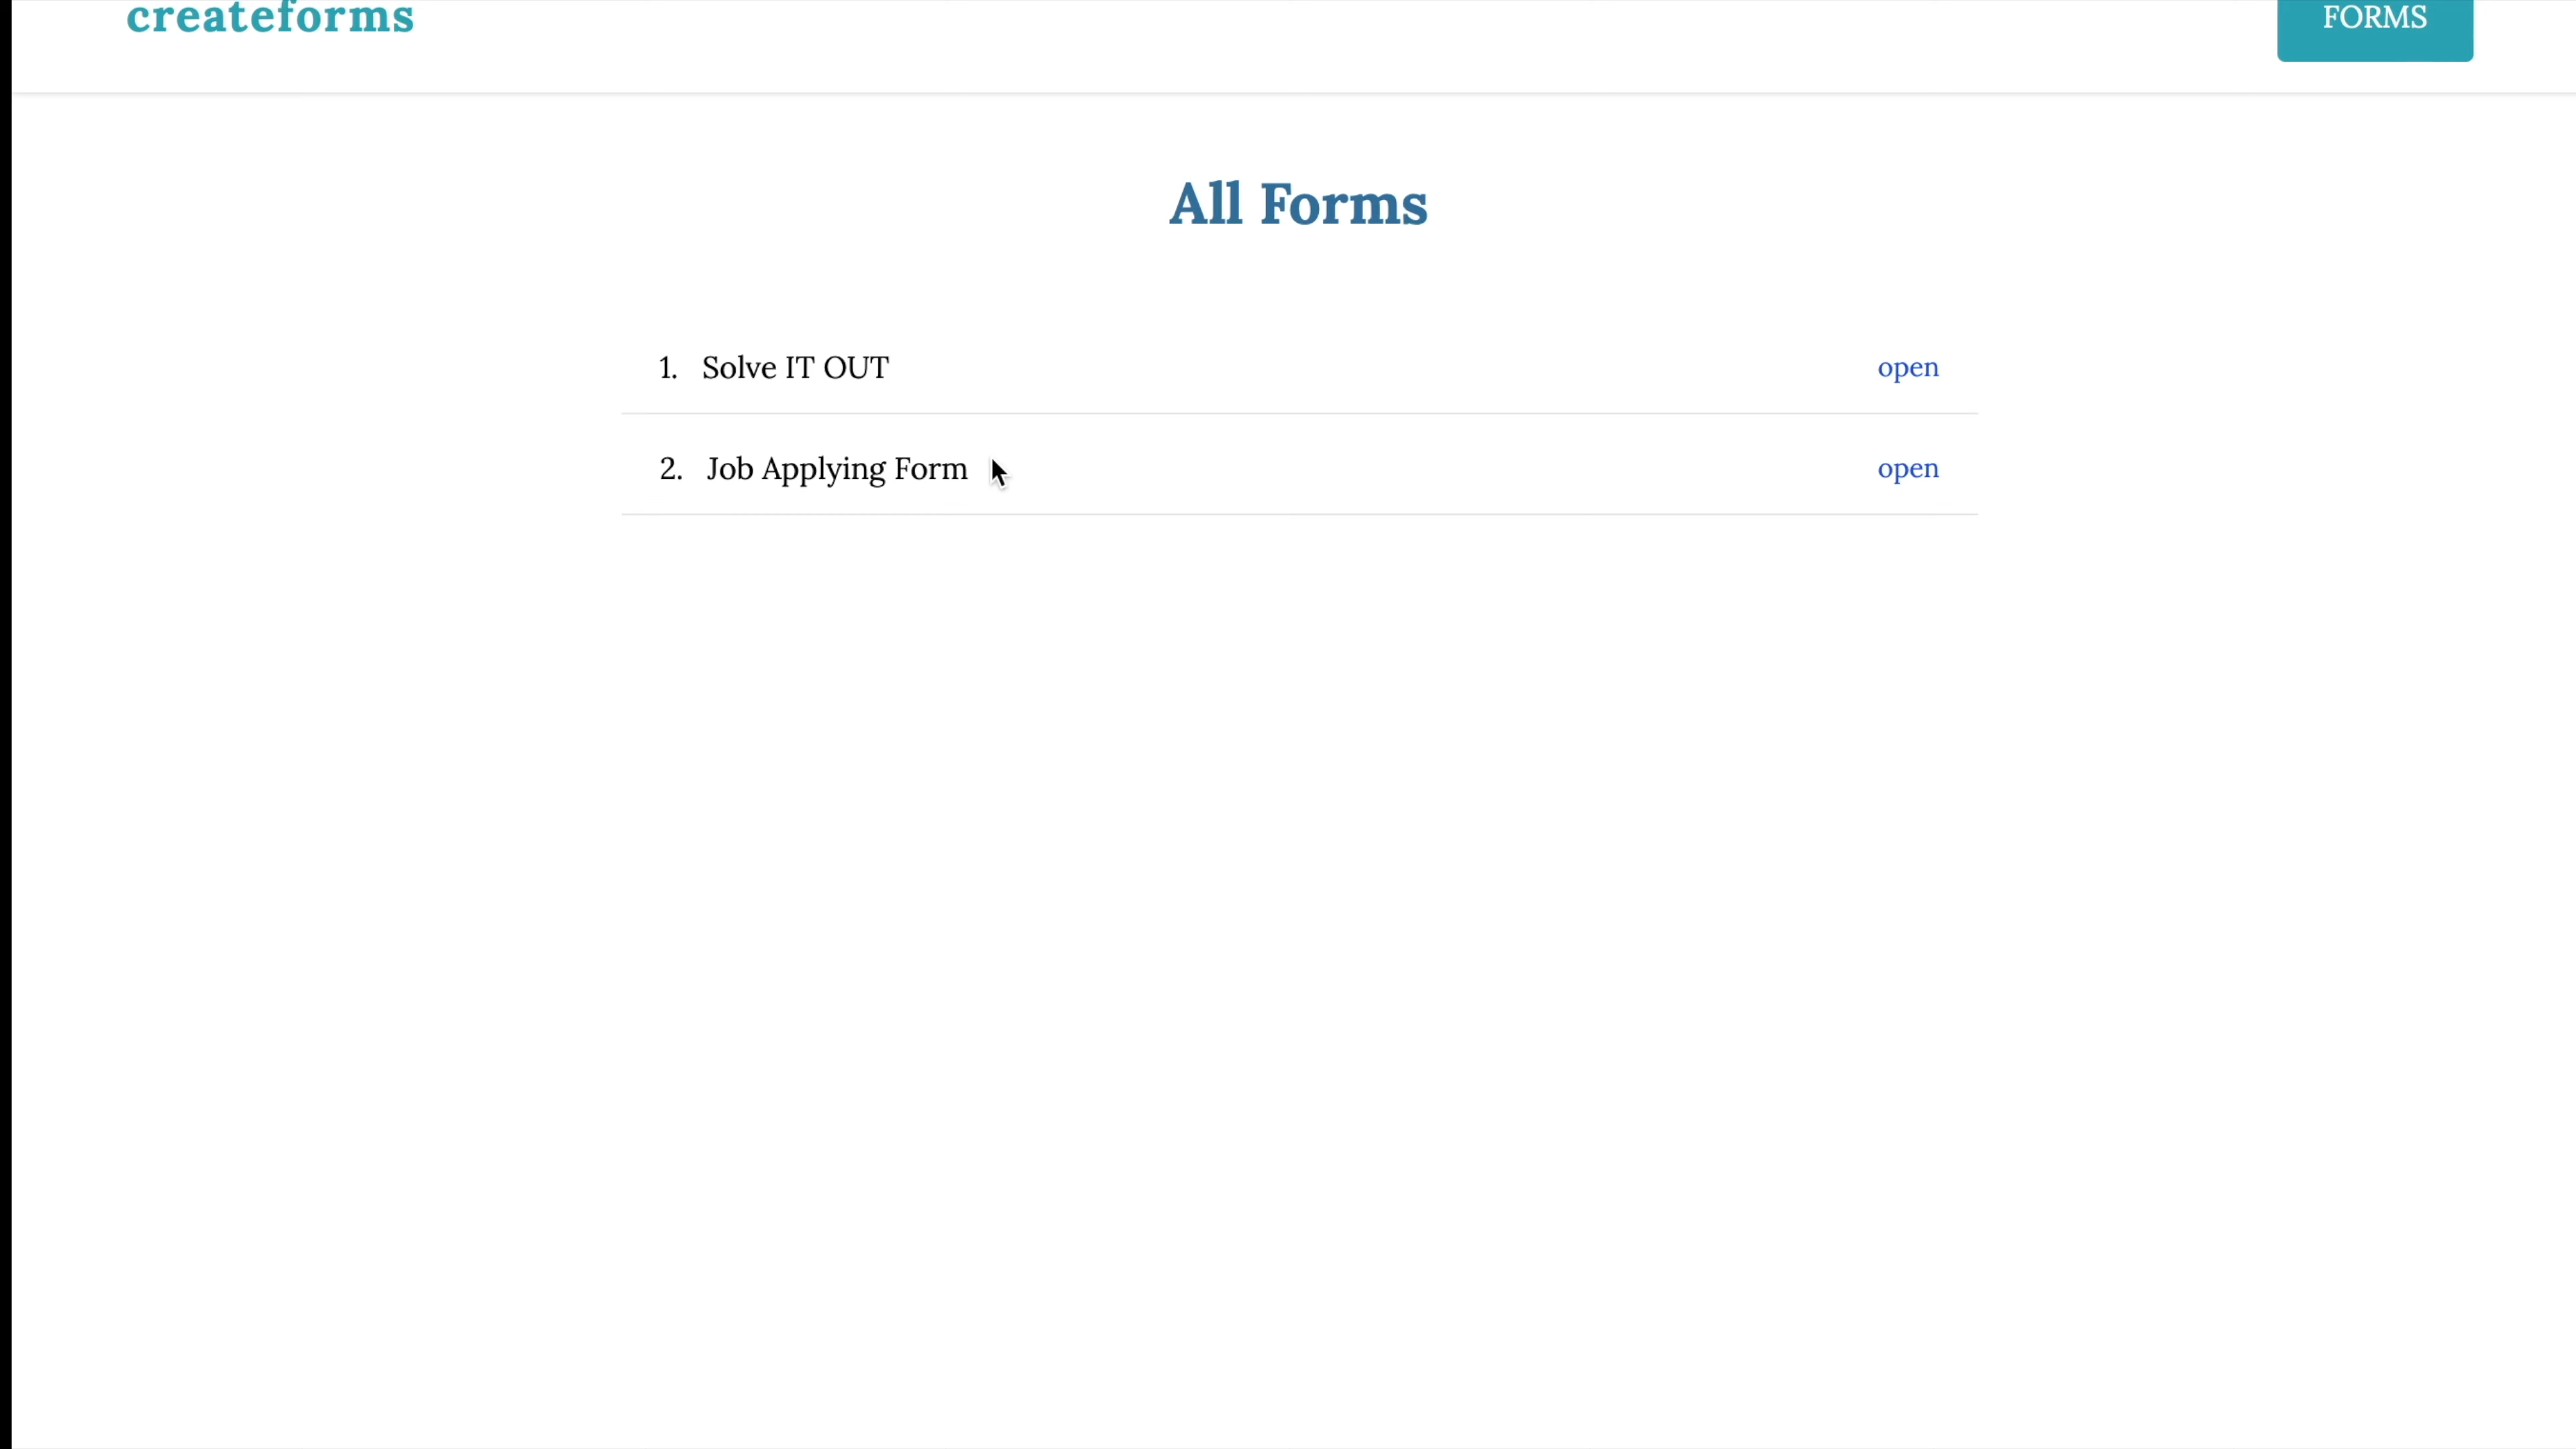 createforms
FORMS
All Forms
1. Solve IT OUT open
2. Job Applying Form open